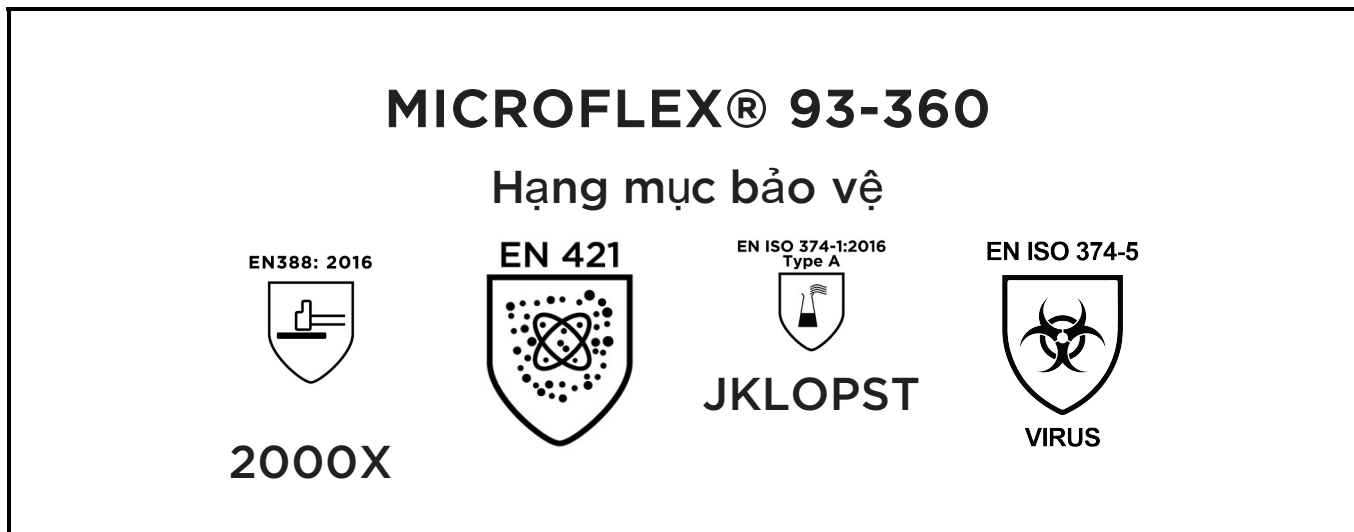 MICROFLEX® 93-360
Hạng mục bảo vệ
EN388: 2016
2000X
EN 421
EN ISO 374-1:2016
Type A
JKLOPST
EN ISO 374-5
VIRUS